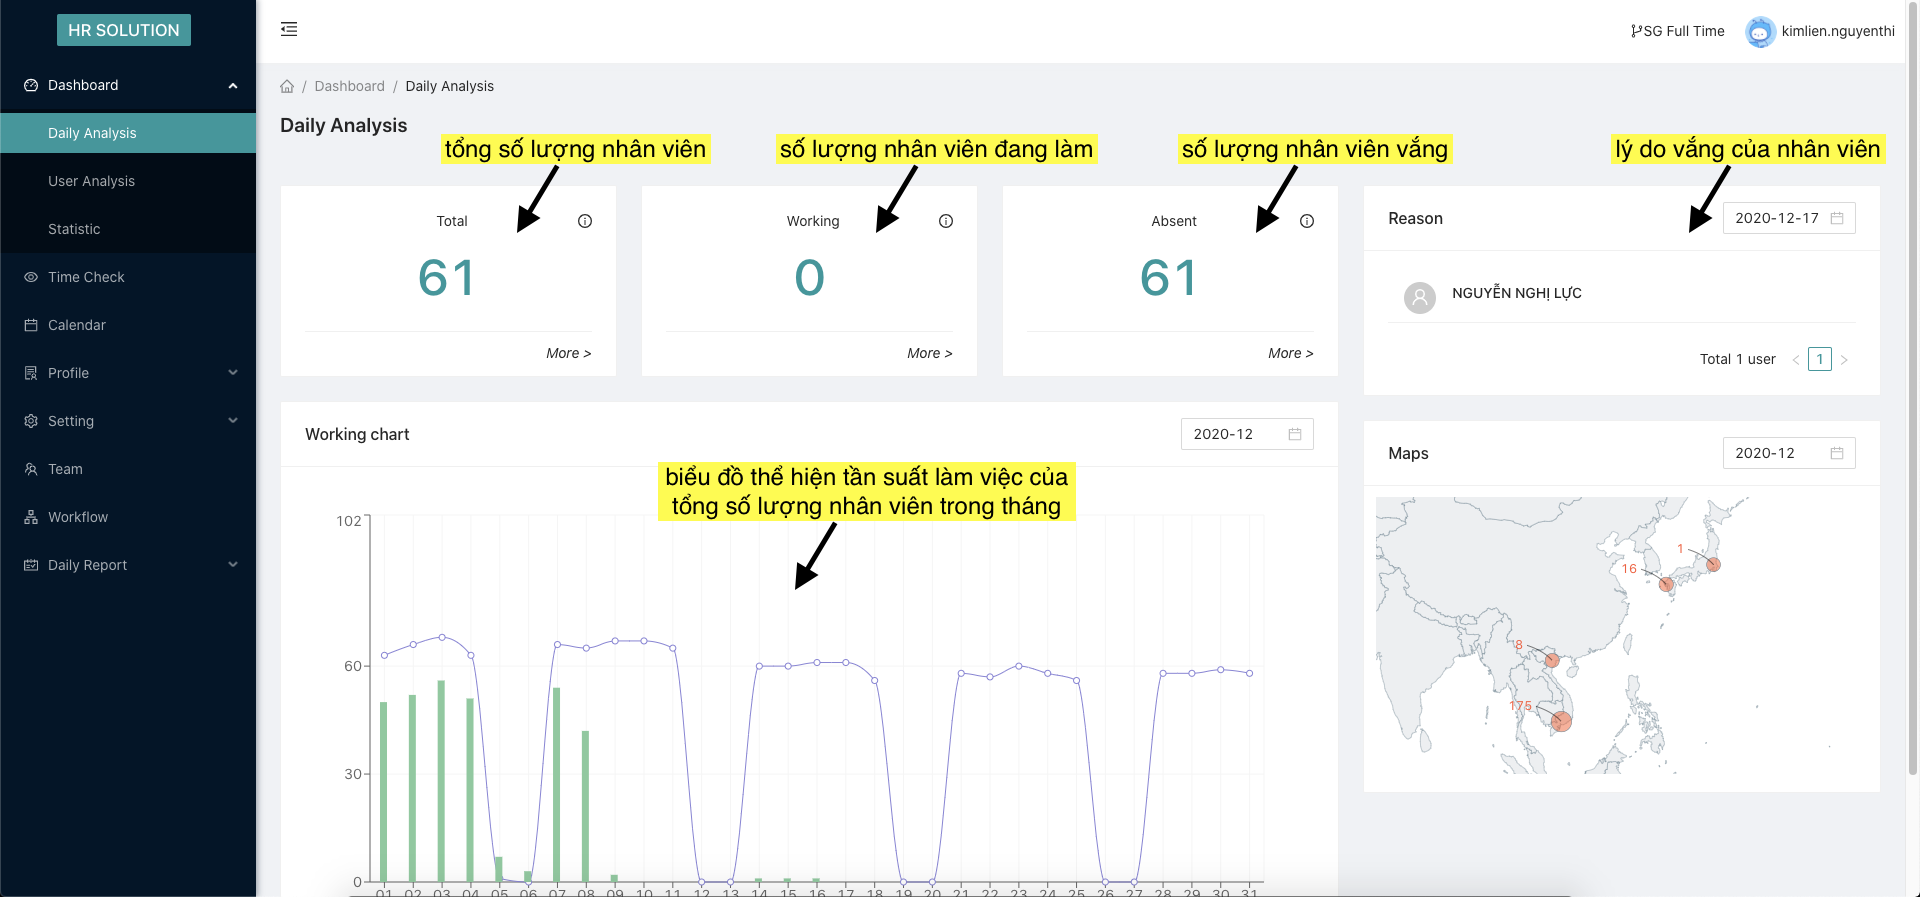 HR SOLUTION
SG Full Time
kimlien.nguyenthi
Dashboard
Daily Analysis
User Analysis
Statistic
Time Check
Calendar
Profile
Setting
Team
Workflow
Daily Report
/ Dashboard / Daily Analysis
Daily Analysis
tổng số lượng nhân viên
số lượng nhân viên đang làm
số lượng nhân viên vắng
lý do vắng của nhân viên
Total
61
More >
Working
0
More >
Absent
61
More >
Reason
2020-12-17
NGUYỄN NGHỊ LỰC
Total 1 user < 1 >
Working chart
2020-12
biểu đồ thể hiện tần suất làm việc của
tổng số lượng nhân viên trong tháng
102
60
30
0
01 02 03 04 05 06 07 08 09 10 11 12 13 14 15 16 17 18 19 20 21 22 23 24 25 26 27 28 29 30 31
Maps
2020-12
1
16
8
175